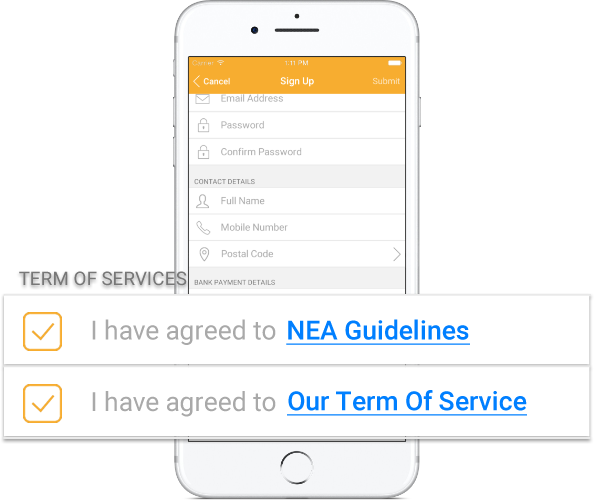 Carrier 1:11 PM
Cancel Sign Up Submit
Email Address
Password
Confirm Password
CONTACT DETAILS
Full Name
Mobile Number
Postal Code
TERM OF SERVICES
BANK PAYMENT DETAILS
I have agreed to NEA Guidelines
I have agreed to Our Term Of Service